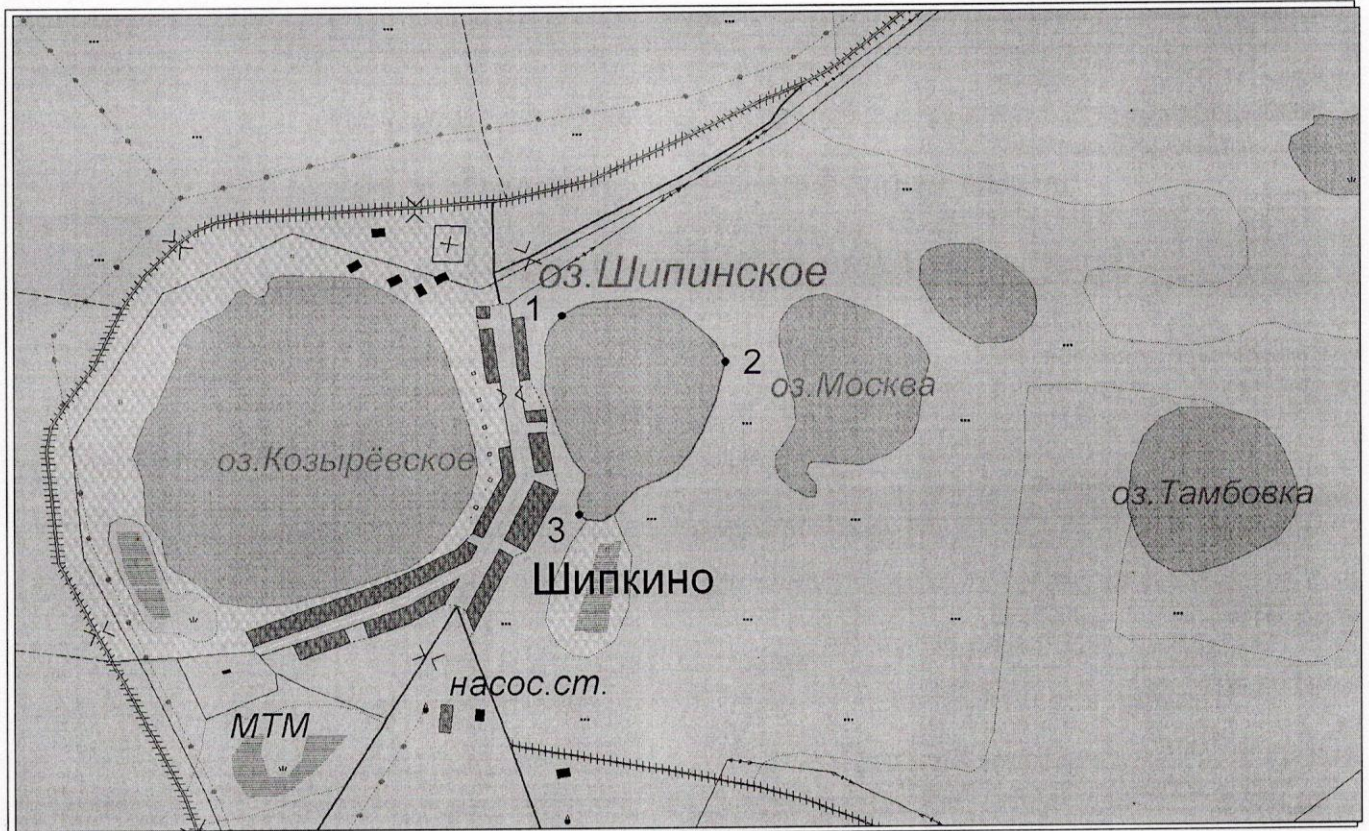 оз.Шипинское
1
2
оз.Москва
оз.Козырёвское
оз.Тамбовка
3
Шипкино
насос.ст.
МТМ